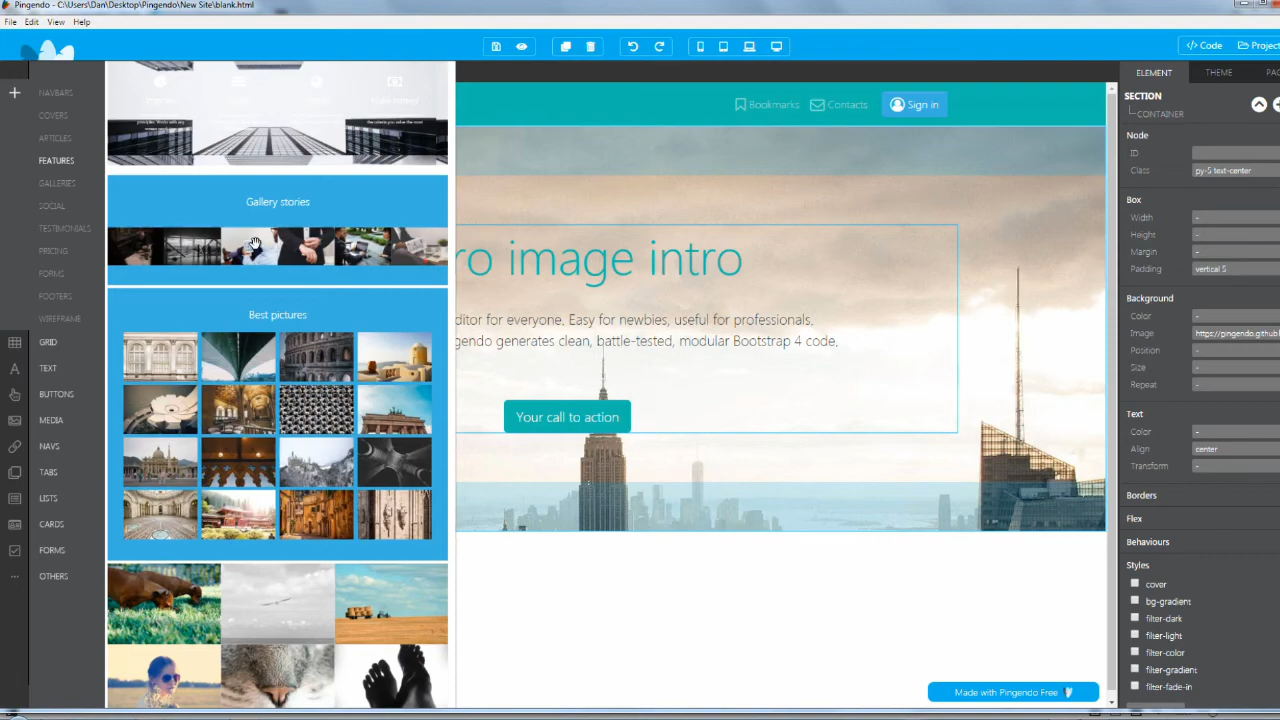 Pingendo - C:\Users\Dan\Desktop\Pingendo\New Site\blank.html
File Edit View Help
</> Code Project
NAVBARS
COVERS
ARTICLES
FEATURES
GALLERIES
SOCIAL
TESTIMONIALS
PRICING
FORMS
FOOTERS
WIREFRAME
GRID
TEXT
BUTTONS
MEDIA
NAVS
TABS
LISTS
CARDS
FORMS
OTHERS
Gallery stories
Best pictures
Bookmarks Contacts Sign in
ro image intro
ditor for everyone. Easy for newbies, useful for professionals.
gendo generates clean, battle-tested, modular Bootstrap 4 code.
Your call to action
Made with Pingendo Free
ELEMENT THEME PAG
SECTION
CONTAINER
Node
ID
Class py-5 text-center
Box
Width -
Height -
Margin -
Padding vertical 5
Background
Color -
Image https://pingendo.github.
Position -
Size -
Repeat -
Text
Color -
Align center
Transform -
Borders
Flex
Behaviours
Styles
cover
bg-gradient
filter-dark
filter-light
filter-color
filter-gradient
filter-fade-in